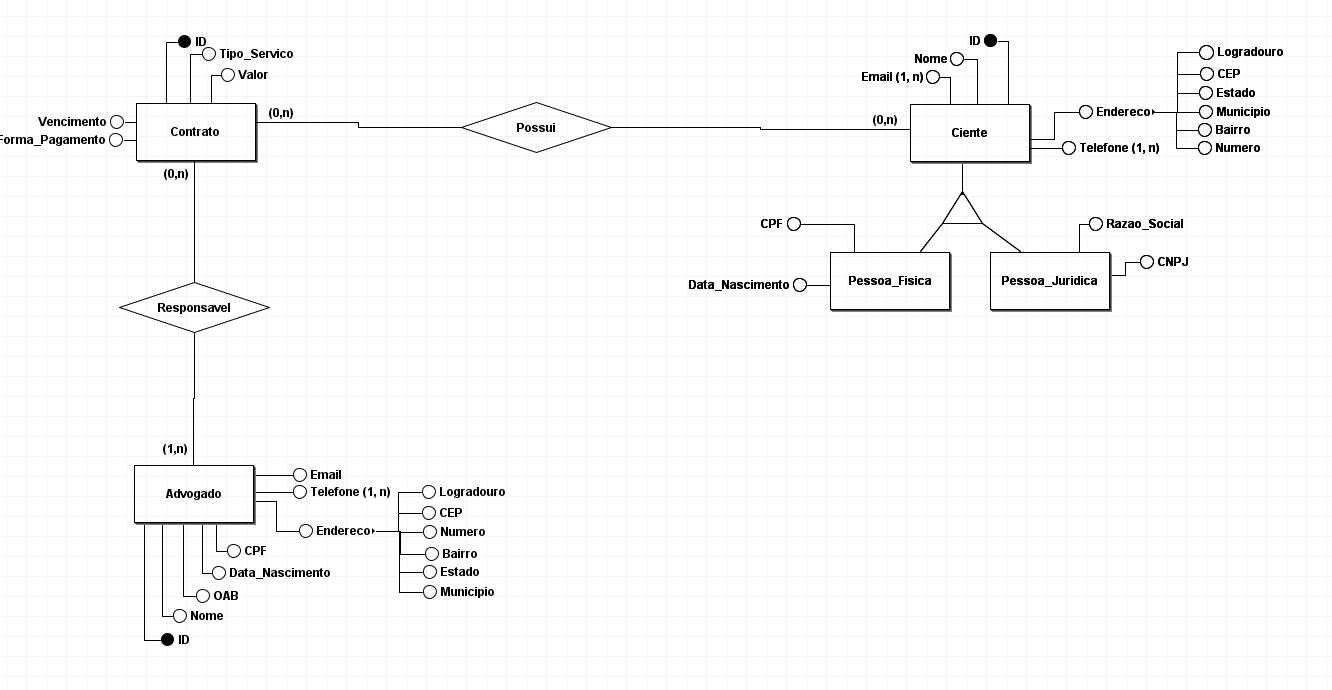 ID
Tipo_Servico
Valor
Vencimento
Forma_Pagamento
Contrato
(0,n)
(0,n)
Possui
(0,n)
ID
Nome
Email (1, n)
Ciente
Endereco
Telefone (1, n)
Logradouro
CEP
Estado
Municipio
Bairro
Numero
CPF
Data_Nascimento
Pessoa_Fisica
Razao_Social
CNPJ
Pessoa_Juridica
Responsavel
(1,n)
Advogado
Email
Telefone (1, n)
Endereco
Logradouro
CEP
Numero
Bairro
Estado
Municipio
CPF
Data_Nascimento
OAB
Nome
ID